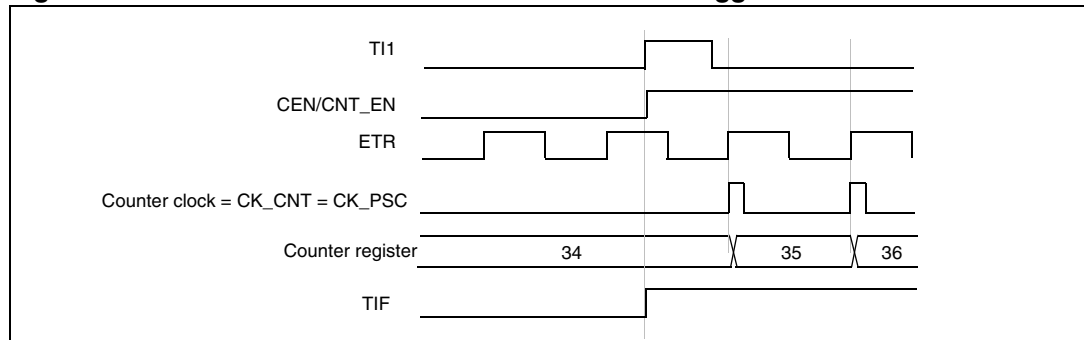 TI1
CEN/CNT_EN
ETR
Counter clock = CK_CNT = CK_PSC
Counter register
34
35
36
TIF